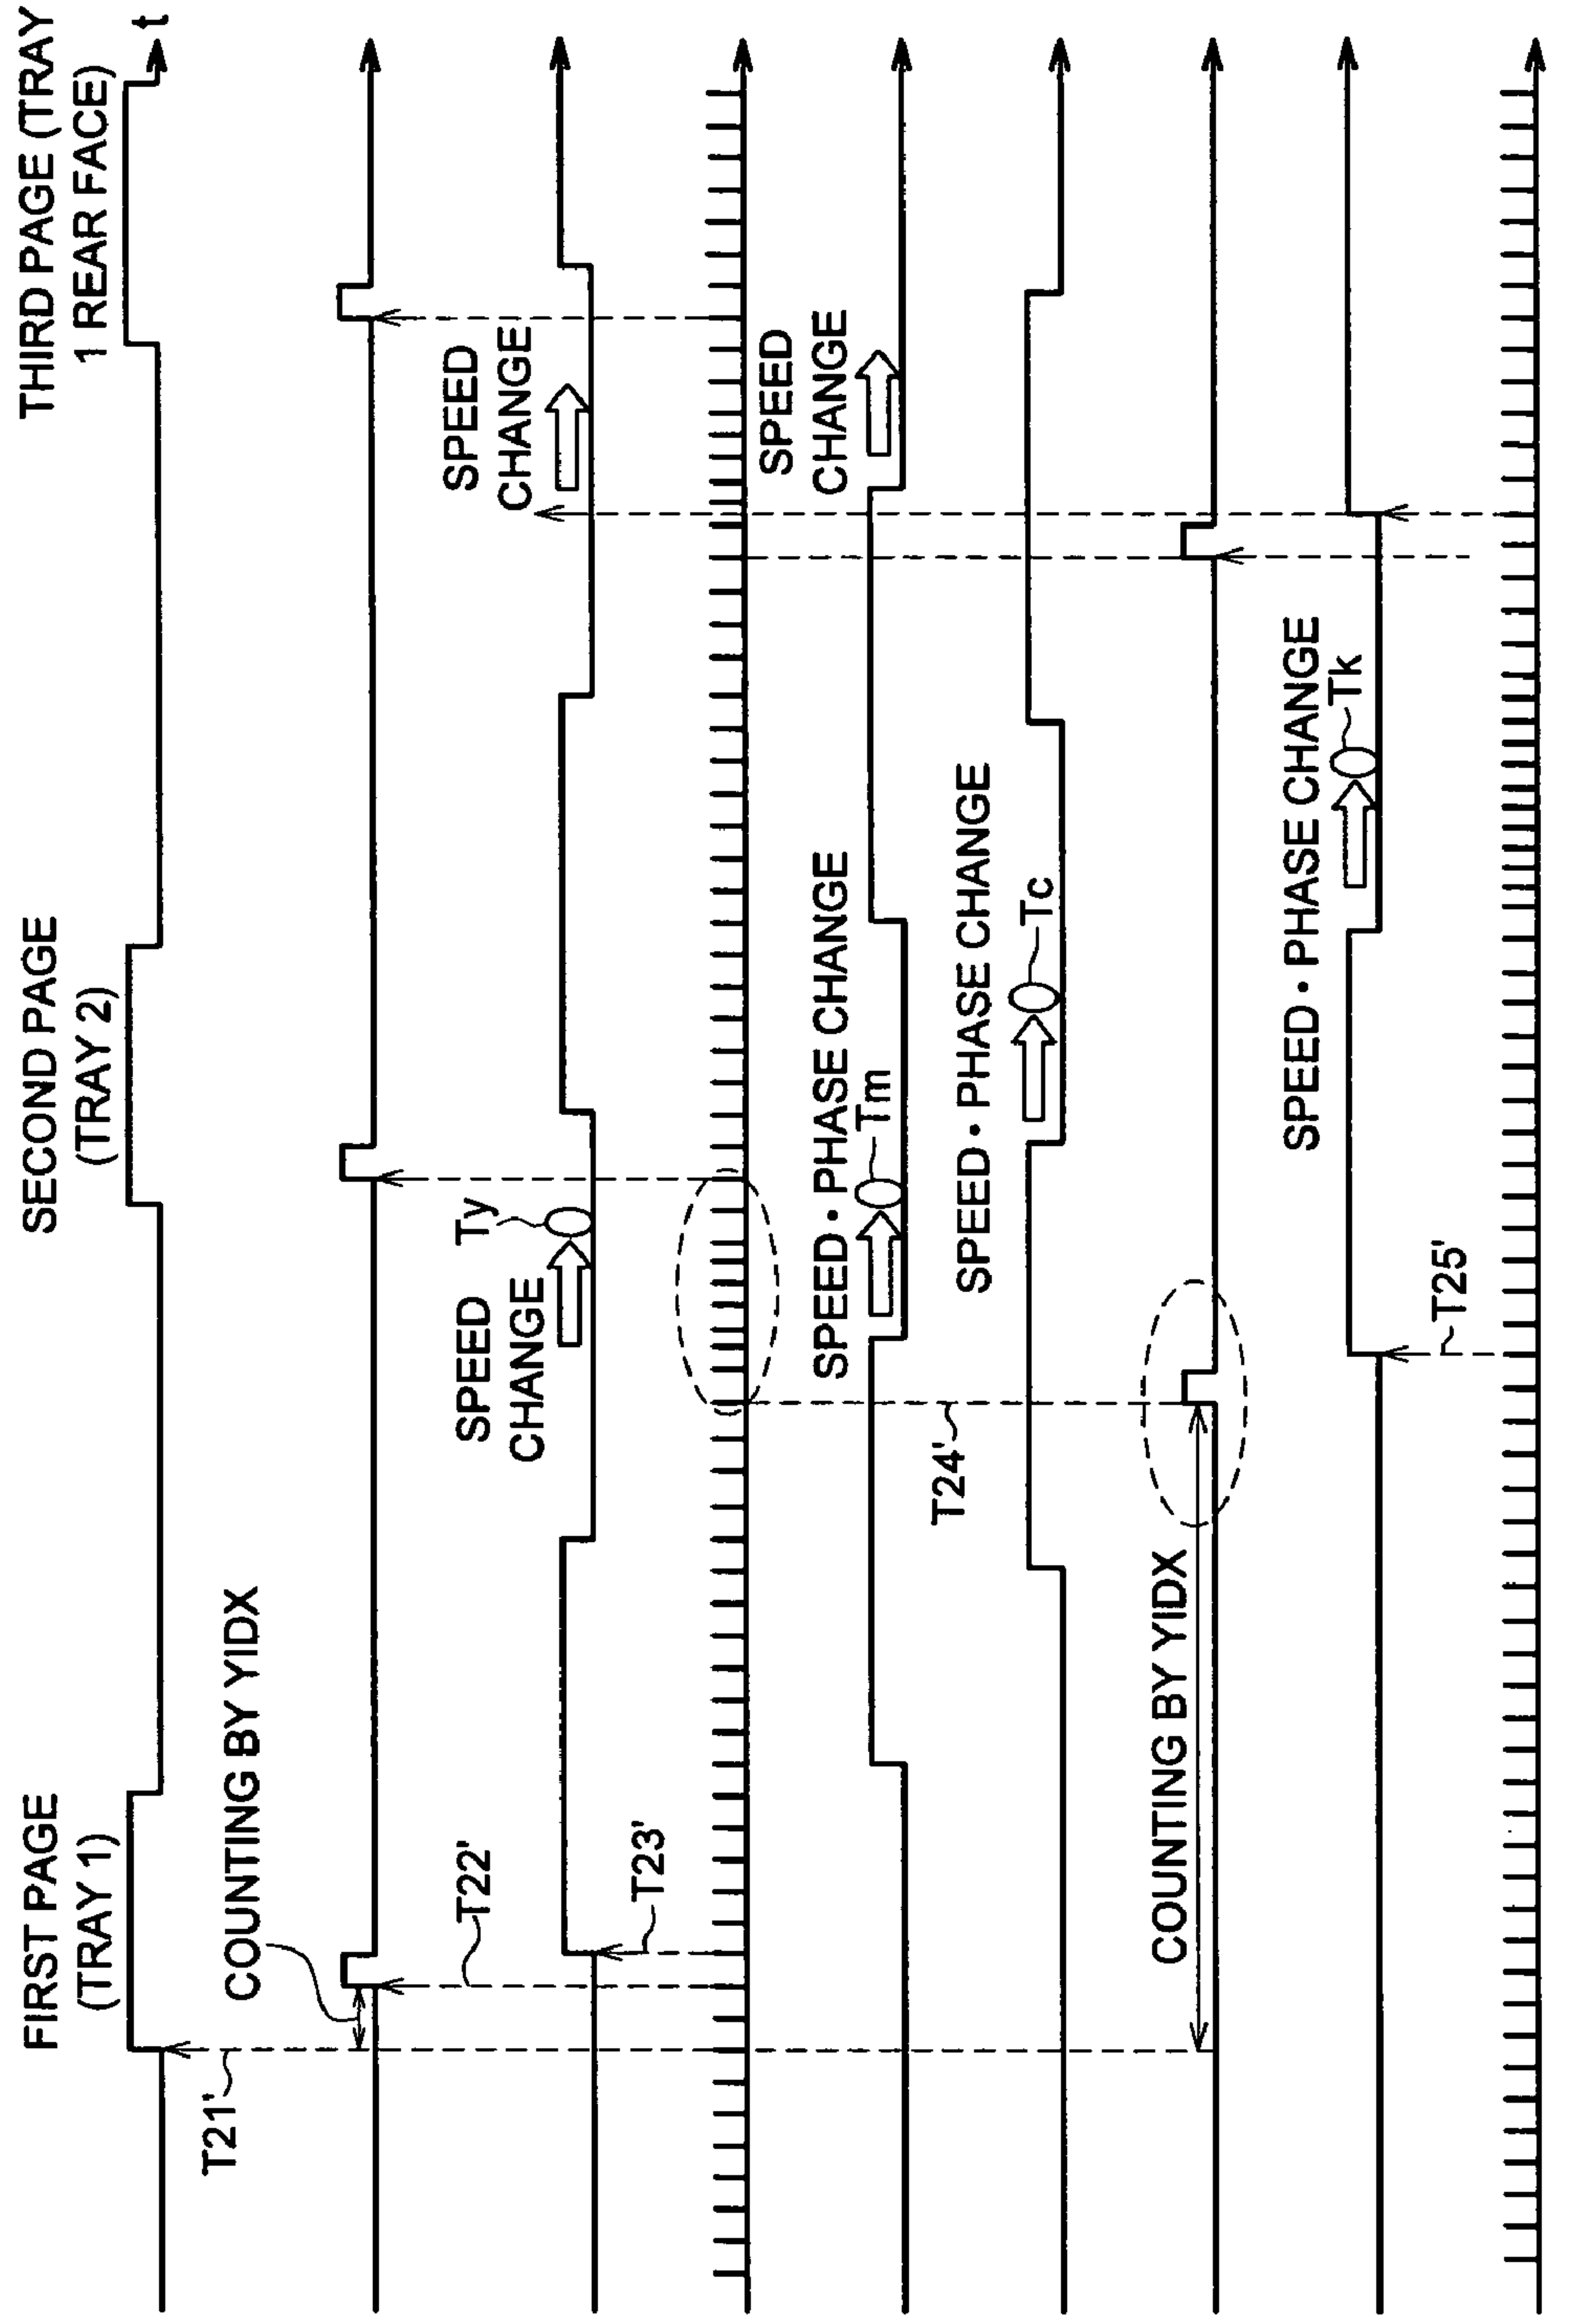 FIRST PAGE
(TRAY 1)
SECOND PAGE
(TRAY 2)
THIRD PAGE (TRAY
1 REAR FACE)
t
T21'
COUNTING BY YIDX
T22'
SPEED
CHANGE
Ty
SPEED
CHANGE
T23'
SPEED • PHASE CHANGE
Tm
SPEED
CHANGE
T24'
SPEED • PHASE CHANGE
Tc
COUNTING BY YIDX
SPEED • PHASE CHANGE
Tk
T25'